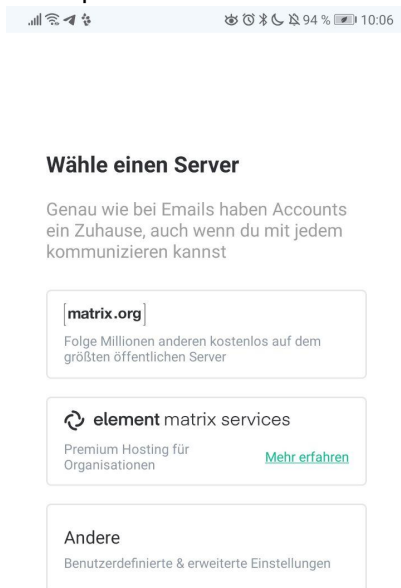 94 % 10:06
Wähle einen Server
Genau wie bei Emails haben Accounts
ein Zuhause, auch wenn du mit jedem
kommunizieren kannst
[matrix.org]
Folge Millionen anderen kostenlos auf dem
größten öffentlichen Server
element matrix services
Premium Hosting für
Organisationen
Mehr erfahren
Andere
Benutzerdefinierte & erweiterte Einstellungen